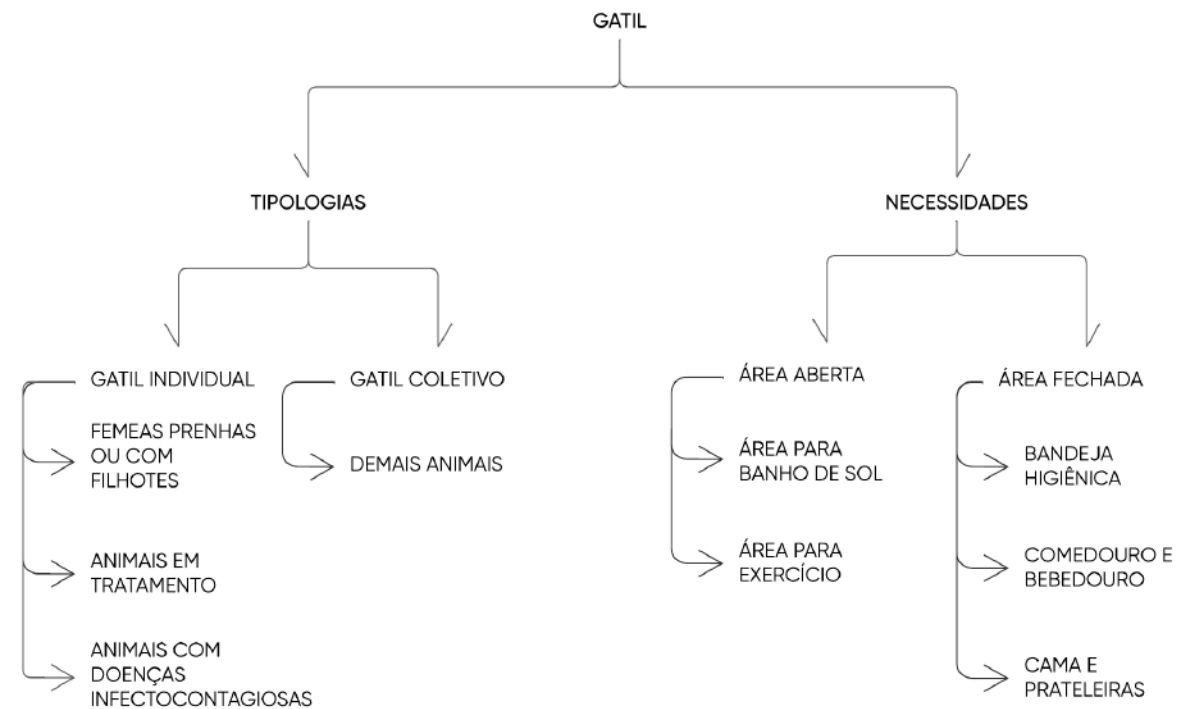 GATIL
TIPOLOGIAS
NECESSIDADES
GATIL INDIVIDUAL
FEMEAS PRENHAS
OU COM
FILHOTES
ANIMAIS EM
TRATAMENTO
ANIMAIS COM
DOENÇAS
INFECTOCONTAGIOSAS
GATIL COLETIVO
DEMAIS ANIMAIS
ÁREA ABERTA
ÁREA PARA
BANHO DE SOL
ÁREA PARA
EXERCÍCIO
ÁREA FECHADA
BANDEJA
HIGIÊNICA
COMEDOURO E
BEBEDOURO
CAMA E
PRATELEIRAS